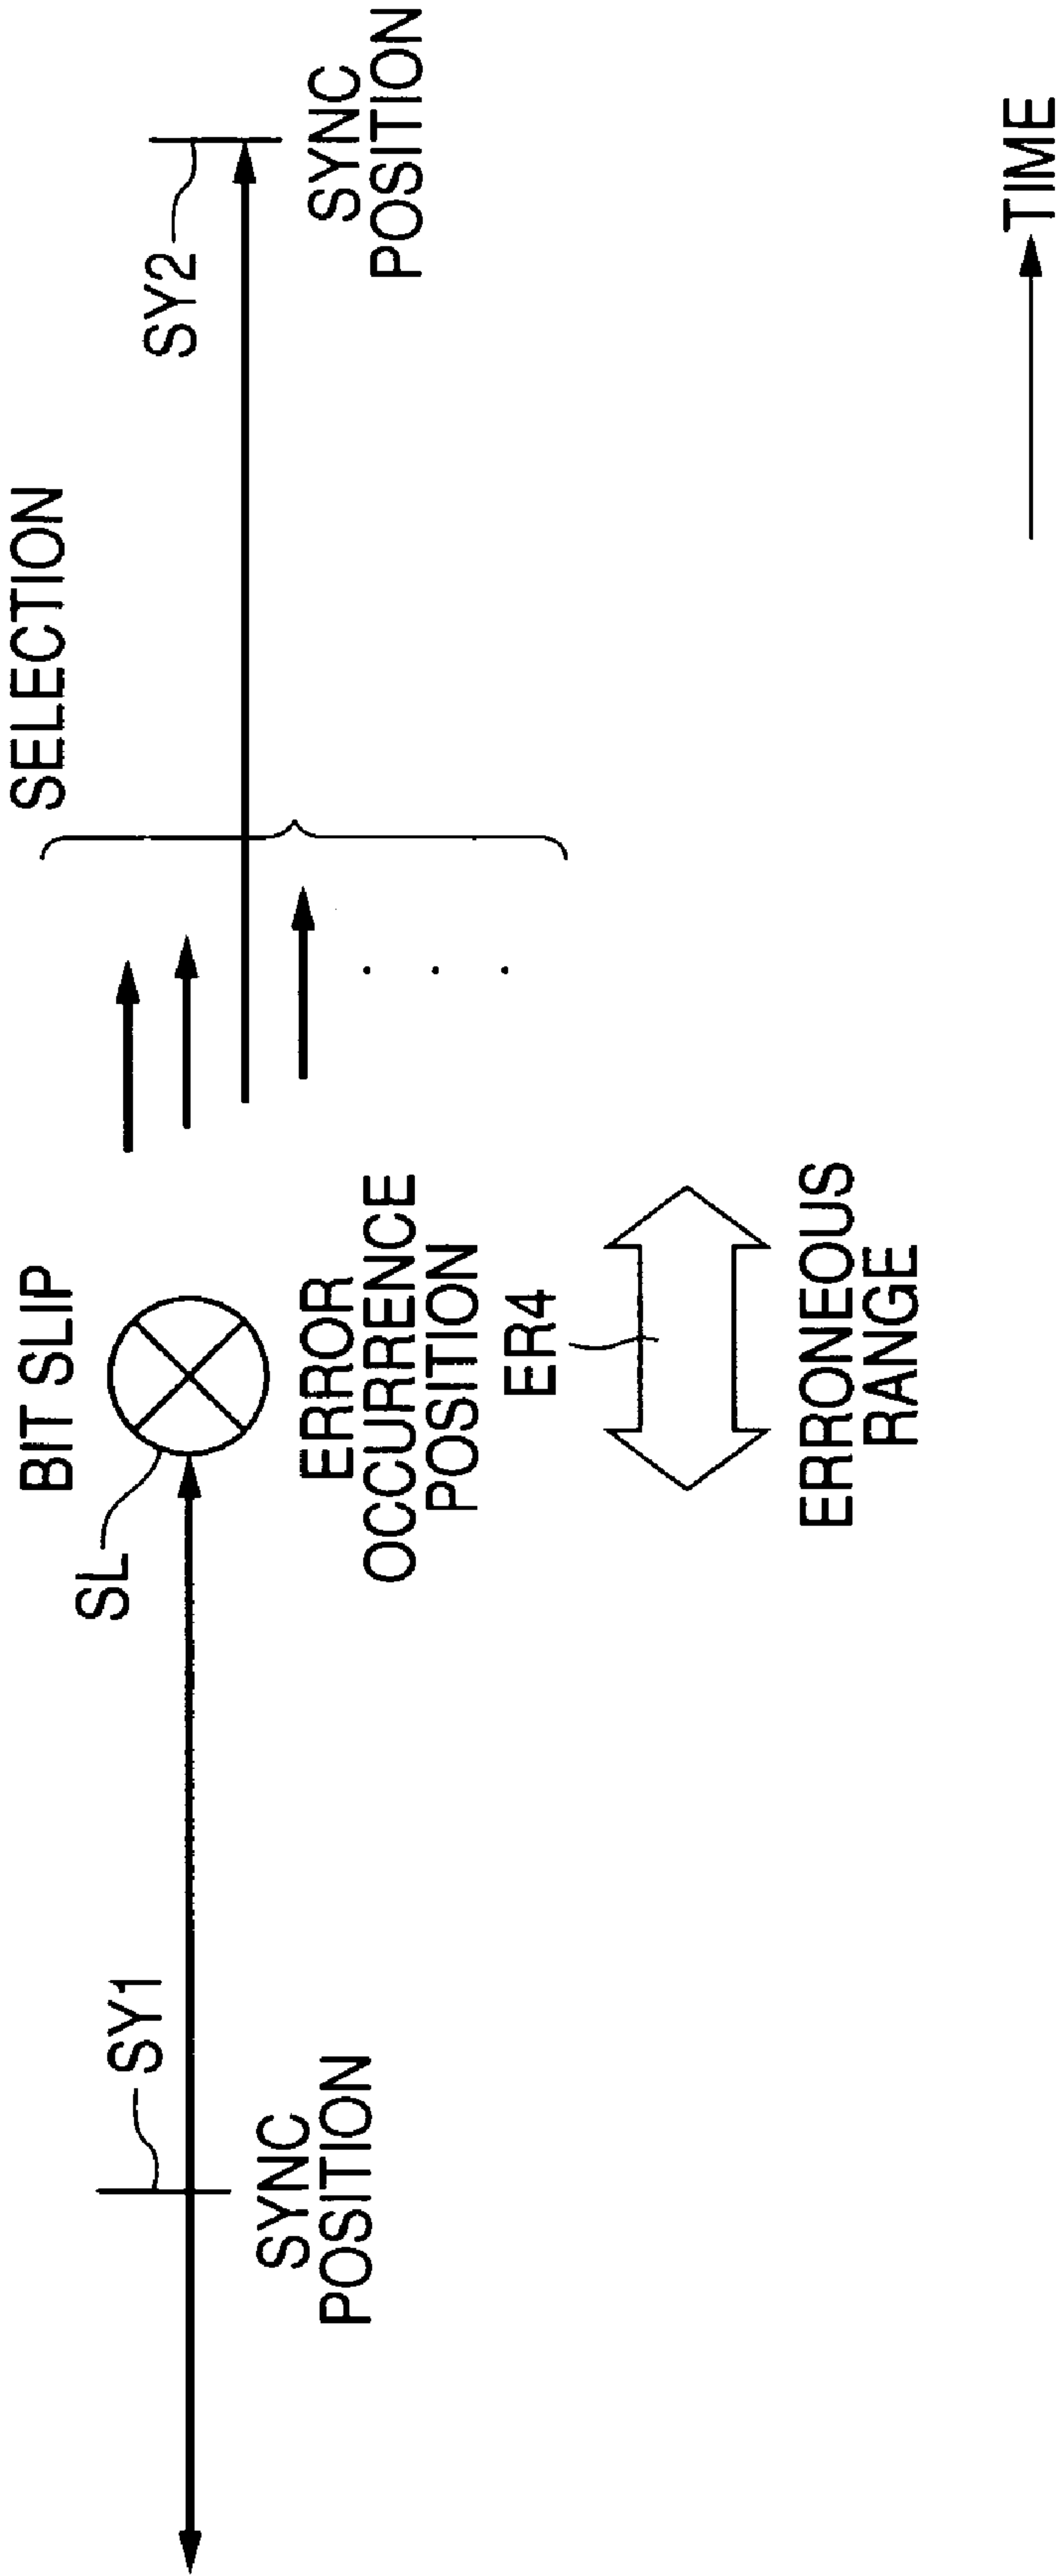 SY1
SYNC
POSITION
SL
BIT SLIP
ERROR
OCCURRENCE
POSITION
ER4
ERRONEOUS
RANGE
SELECTION
SY2
SYNC
POSITION
TIME